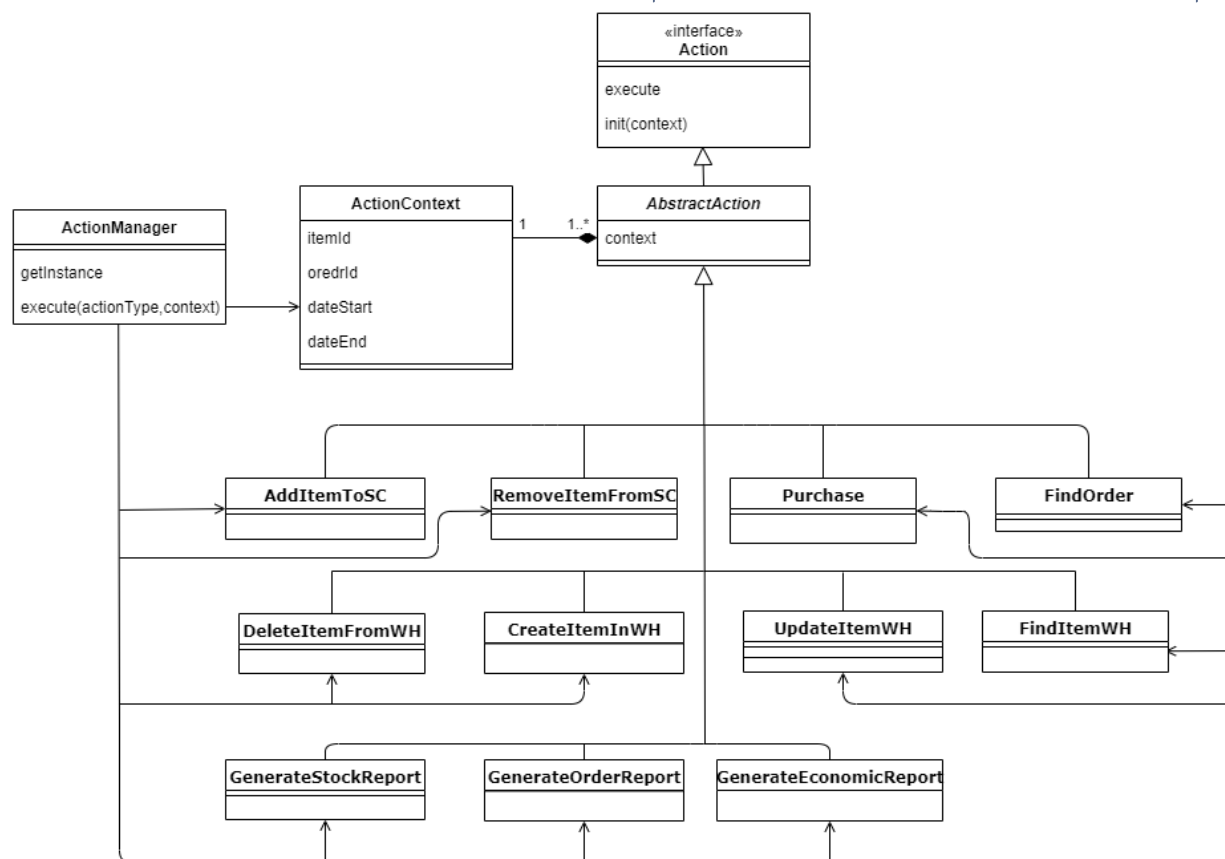 «interface»
Action
execute
init(context)
AbstractAction
context
1
1..*
ActionContext
itemId
oredrId
dateStart
dateEnd
ActionManager
getInstance
execute(actionType,context)
AddItemToSC
RemoveItemFromSC
Purchase
FindOrder
DeleteItemFromWH
CreateItemInWH
UpdateItemWH
FindItemWH
GenerateStockReport
GenerateOrderReport
GenerateEconomicReport